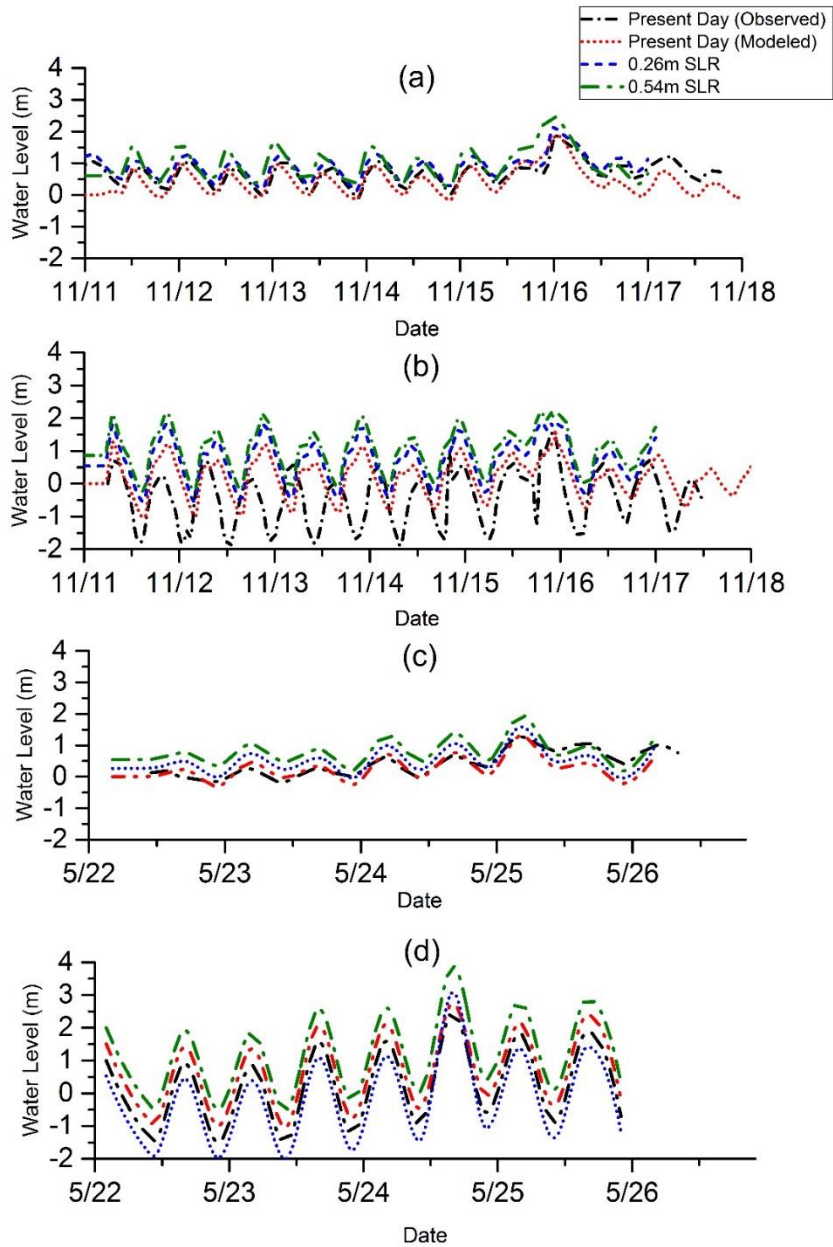 Present Day (Observed)
Present Day (Modeled)
0.26m SLR
0.54m SLR
(a)
Water Level (m)
4
3
2
1
0
-1
-2
11/11 11/12 11/13 11/14 11/15 11/16 11/17 11/18
Date
(b)
Water Level (m)
4
3
2
1
0
-1
-2
11/11 11/12 11/13 11/14 11/15 11/16 11/17 11/18
Date
(c)
Water Level (m)
4
3
2
1
0
-1
-2
5/22 5/23 5/24 5/25 5/26
Date
(d)
Water Level (m)
4
3
2
1
0
-1
-2
5/22 5/23 5/24 5/25 5/26
Date